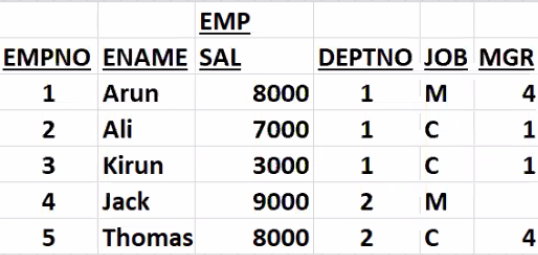 EMP
EMPNO ENAME SAL DEPTNO JOB MGR
1 Arun 8000 1 M 4
2 Ali 7000 1 C 1
3 Kirun 3000 1 C 1
4 Jack 9000 2 M
5 Thomas 8000 2 C 4